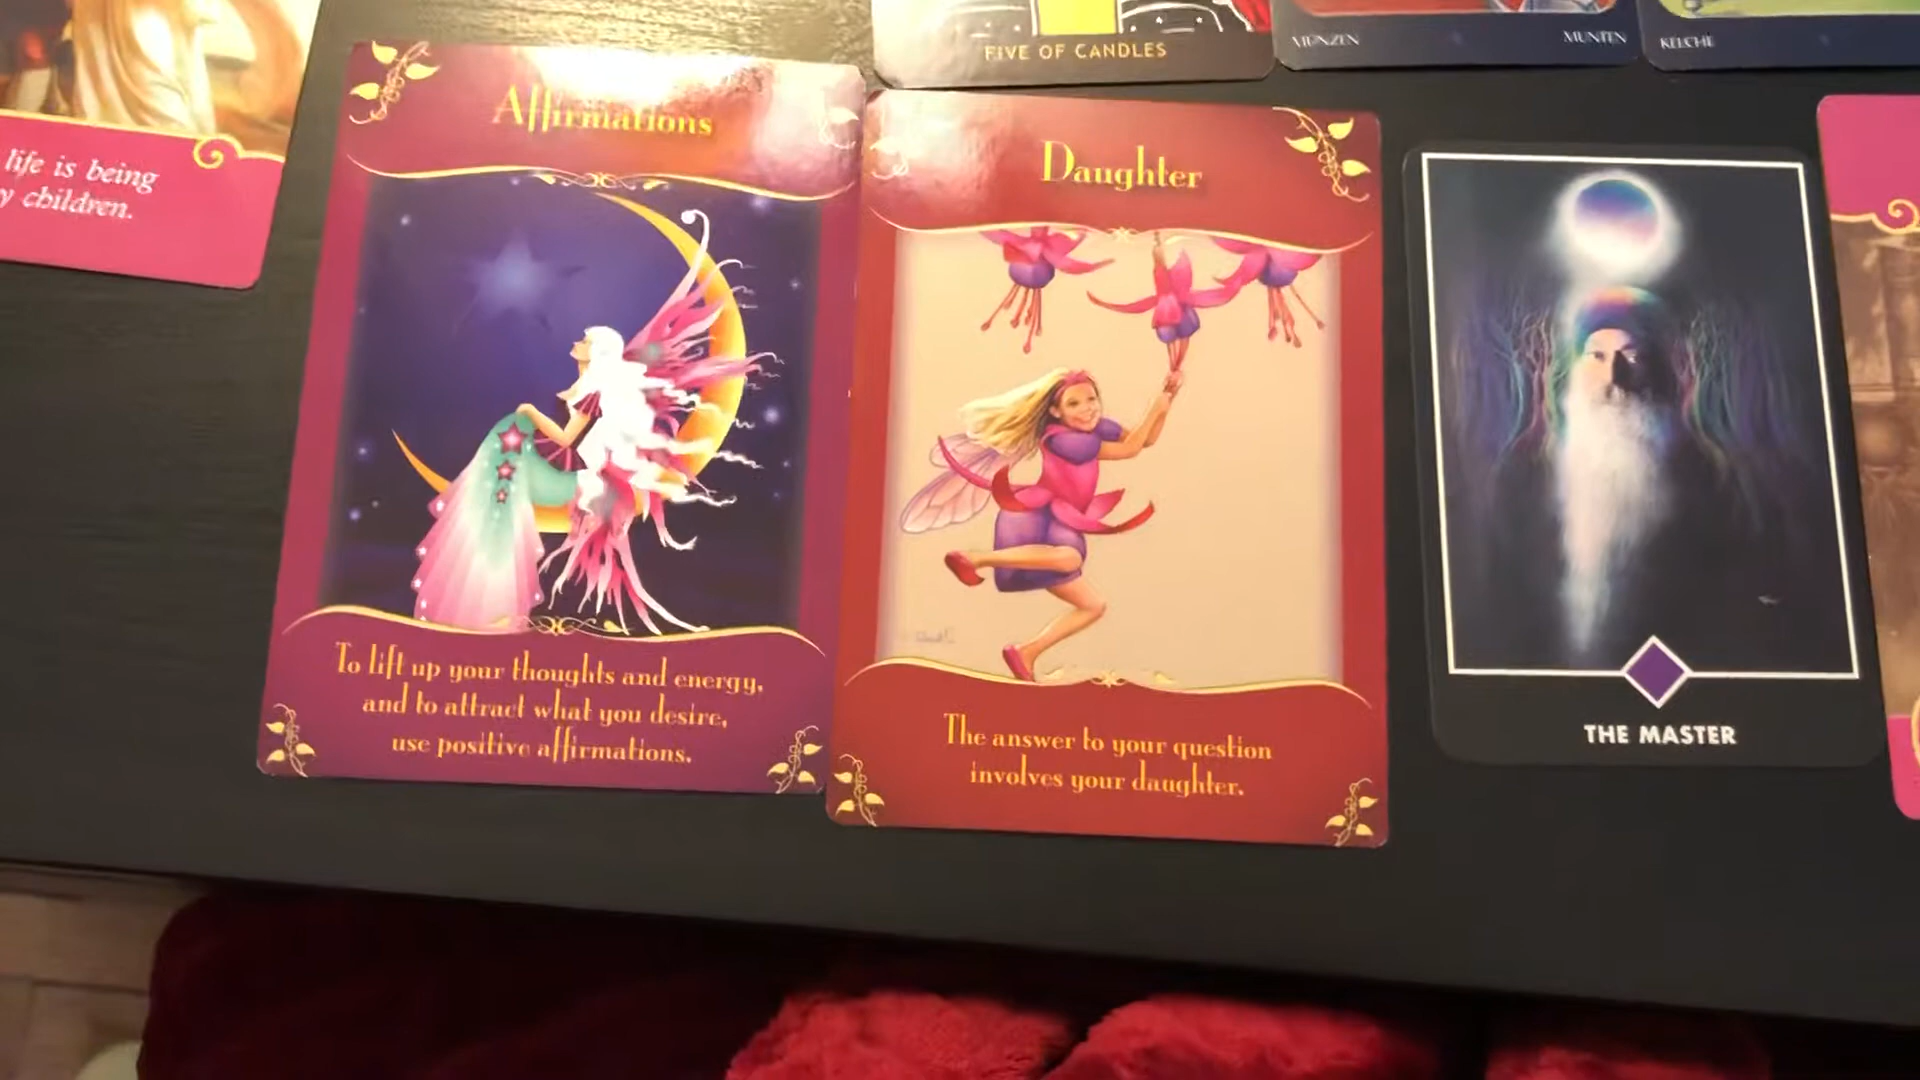 FIVE OF CANDLES
MÜNZEN
MUNTEN
KELCHE
life is being
y children.
Affirmations
To lift up your thoughts and energy,
and to attract what you desire,
use positive affirmations.
Daughter
The answer to your question
involves your daughter.
THE MASTER